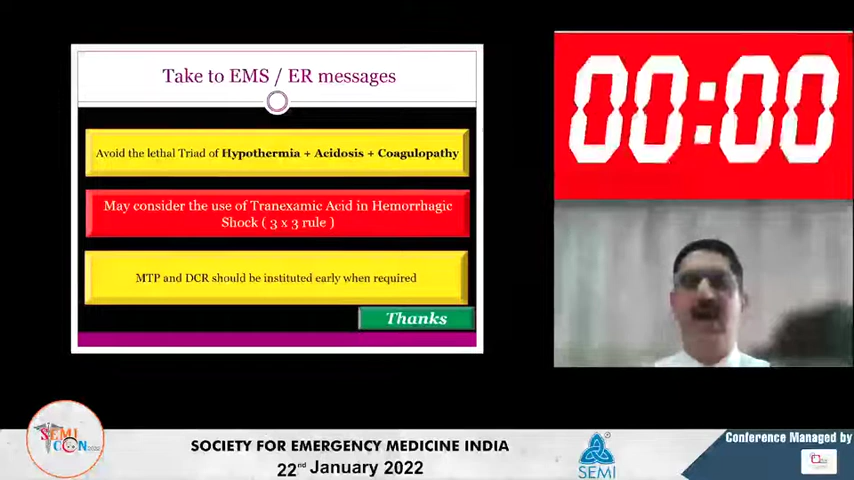 Take to EMS / ER messages
Avoid the lethal Triad of Hypothermia + Acidosis + Coagulopathy
May consider the use of Tranexamic Acid in Hemorrhagic
Shock ( 3 x 3 rule )
MTP and DCR should be instituted early when required
Thanks
00:00
SEMI
CON
SOCIETY FOR EMERGENCY MEDICINE INDIA
22nd January 2022
SEMI
Conference Managed by